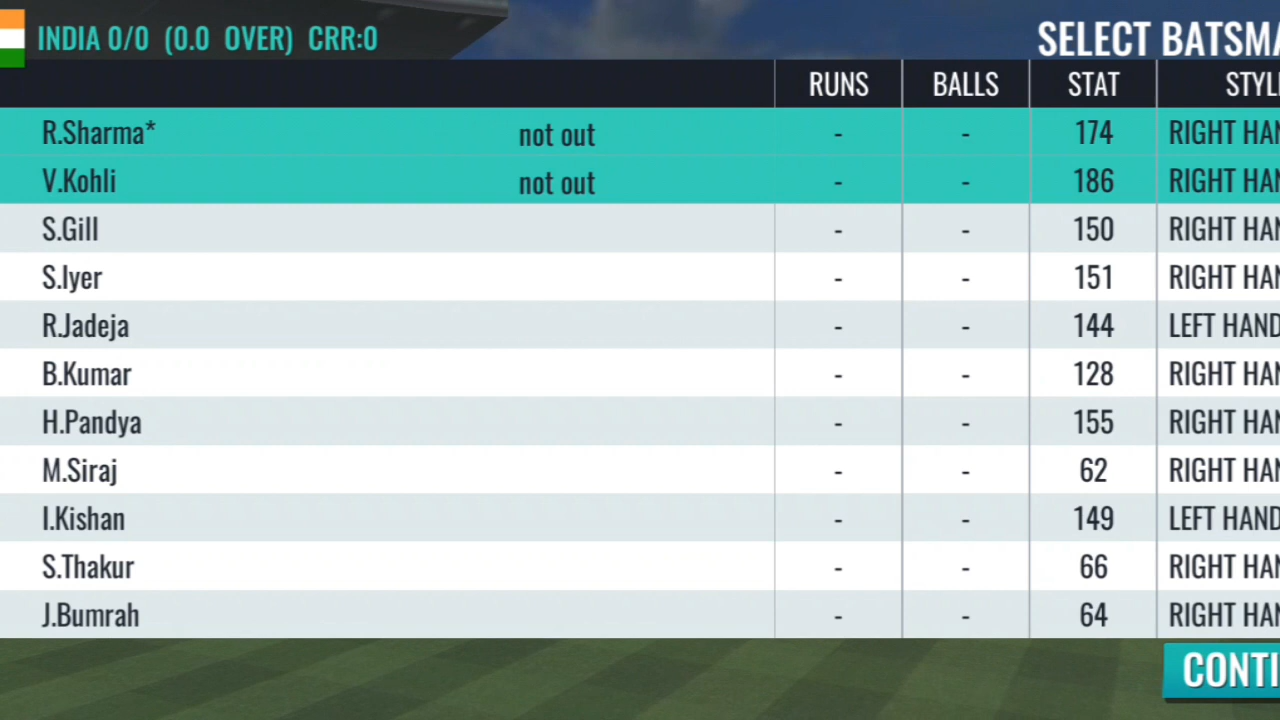 INDIA 0/0 (0.0 OVER) CRR:0
SELECT BATSMA
RUNS BALLS STAT STYL
R.Sharma* not out - - 174 RIGHT HAN
V.Kohli not out - - 186 RIGHT HAN
S.Gill - - 150 RIGHT HAN
S.Iyer - - 151 RIGHT HAN
R.Jadeja - - 144 LEFT HAND
B.Kumar - - 128 RIGHT HAN
H.Pandya - - 155 RIGHT HAN
M.Siraj - - 62 RIGHT HAN
I.Kishan - - 149 LEFT HAND
S.Thakur - - 66 RIGHT HAN
J.Bumrah - - 64 RIGHT HAN
CONTI